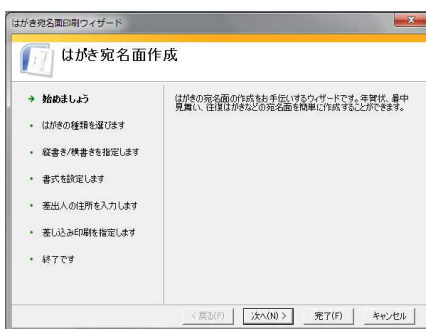 はがき宛名面印刷ウィザード
はがき宛名面作成
始めましょう
はがきの種類を選びます
縦書き/横書きを指定します
書式を設定します
差出人の住所を入力します
差し込み印刷を指定します
終了です
はがきの宛名面の作成をお手伝いするウィザードです。年賀状、暑中
見舞い、往復はがきなどの宛名面を簡単に作成することができます。
< 戻る(P)
次へ(N) >
完了(F)
キャンセル